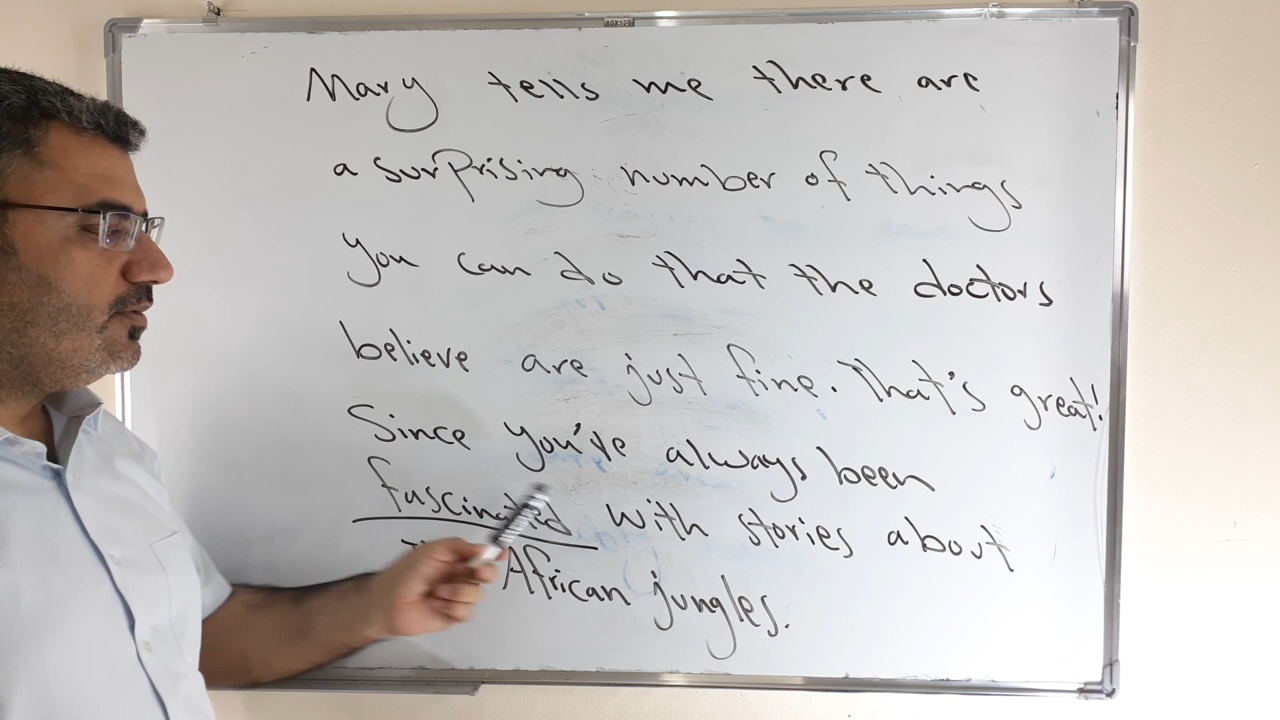 80X120
Mary tells me there are
a surprising number of things
you can do that the doctors
believe are just fine. That's great!
Since you've always been
fascinated with stories about
African jungles.